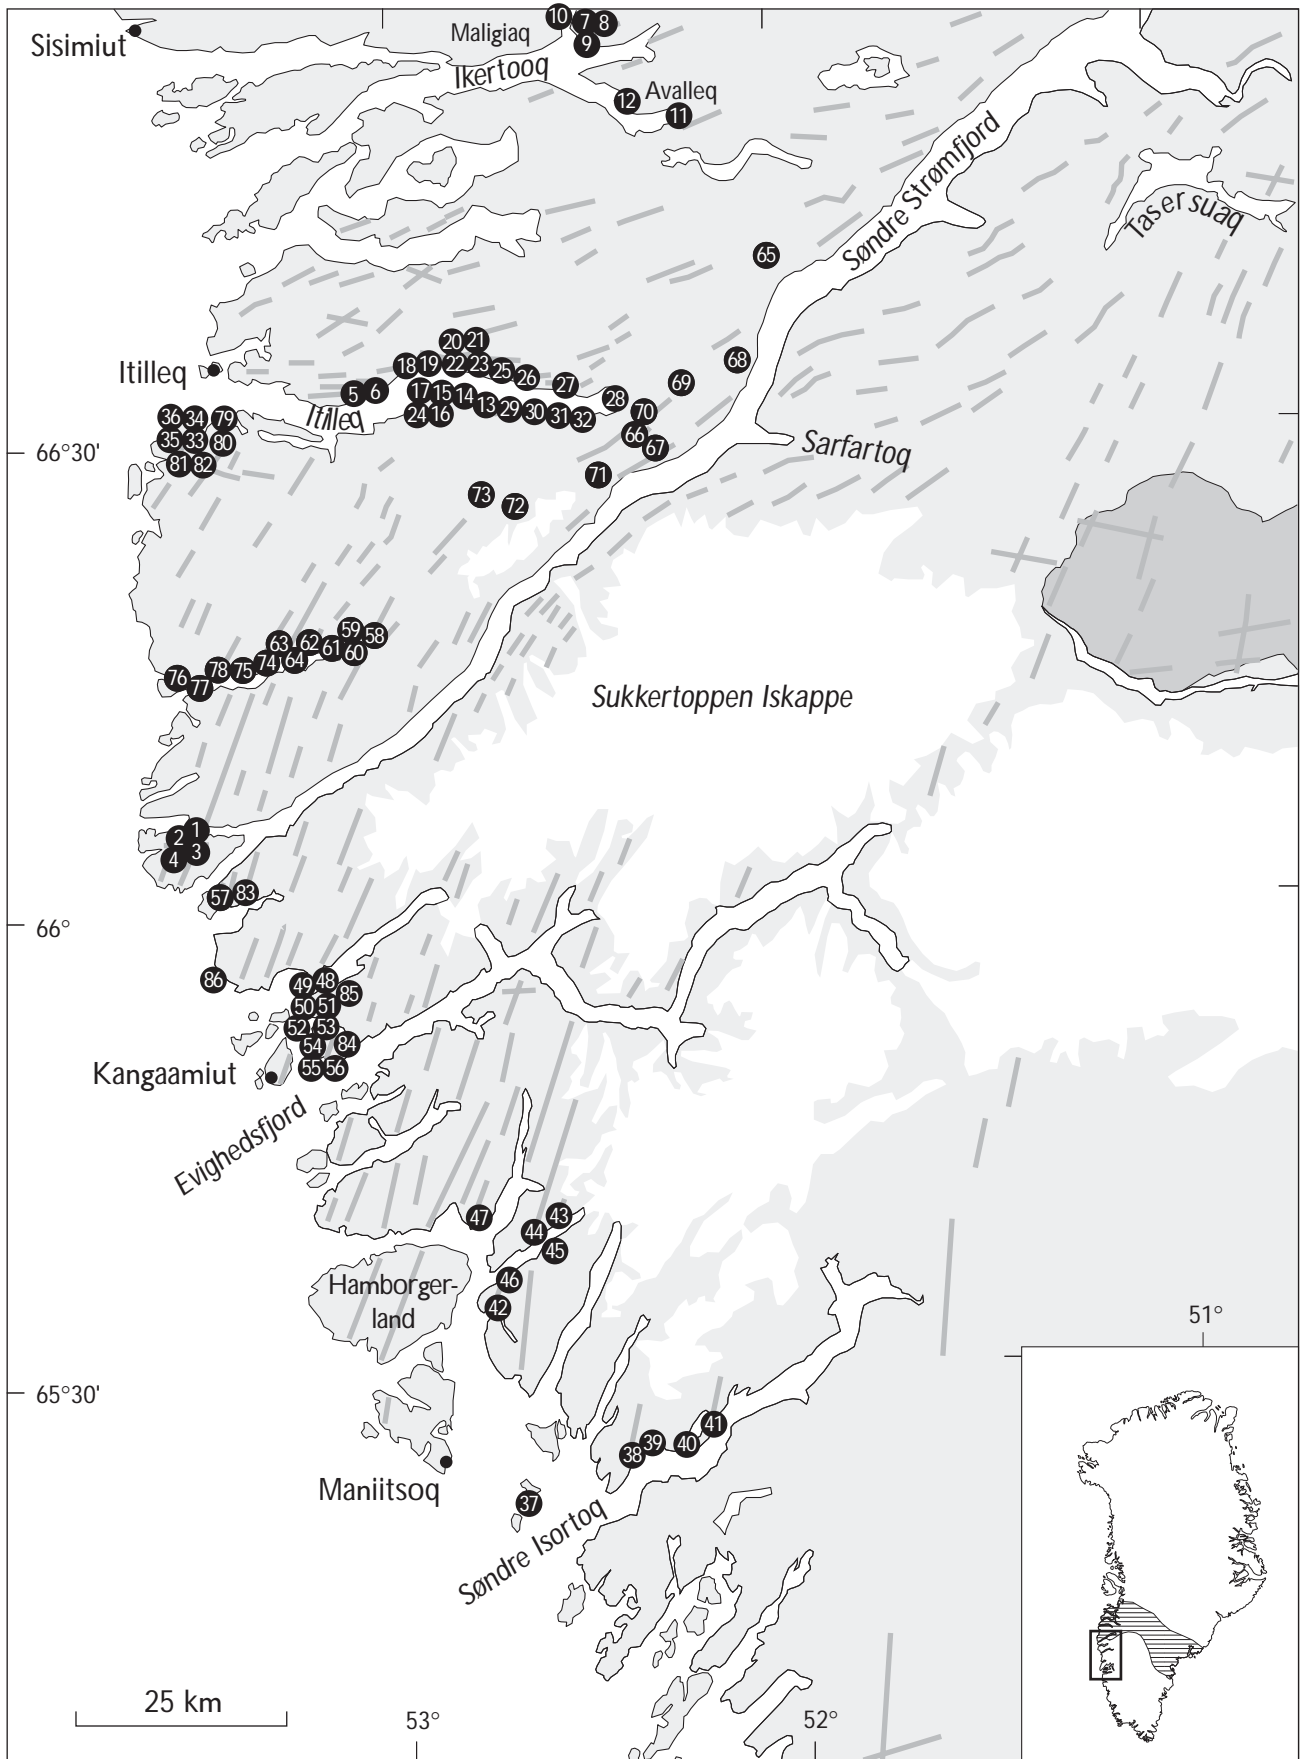 10 7 8
Sisimiut
Maligiaq
9
Ikertooq
12
Avalleq
11
Søndre Strømfjord
Tasersuaq
65
20 21
68
Itilleq
18 19 22 23 25 26
27
69
5 6
17 15 14 13 29 30 31 32
28
70
24 16
Itilleq
36 34 79
35 33 80
66
67
Sarfartoq
66°30'
81 82
71
73
72
59
58
63 62 61 60
74 64
76 78 75
77
Sukkertoppen Iskappe
1
2
3
4
57 83
66°
86
49 48
85
50 51
52 53
54 84
55 56
Kangaamiut
Evighedsfjord
47
43
44
45
46
42
Hamborger-
land
51°
65°30'
41
39 40
38
Maniitsoq
37
Søndre Isortoq
25 km
53°
52°